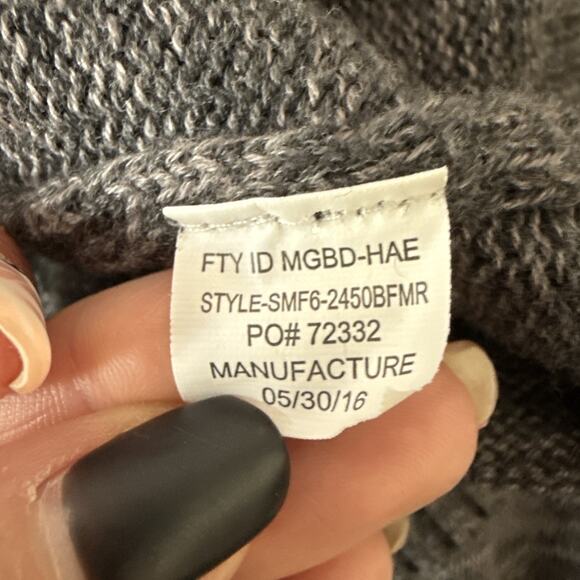 FTY ID MGBD-HAE
STYLE-SMF6-2450BFMR
PO# 72332
MANUFACTURE
05/30/16